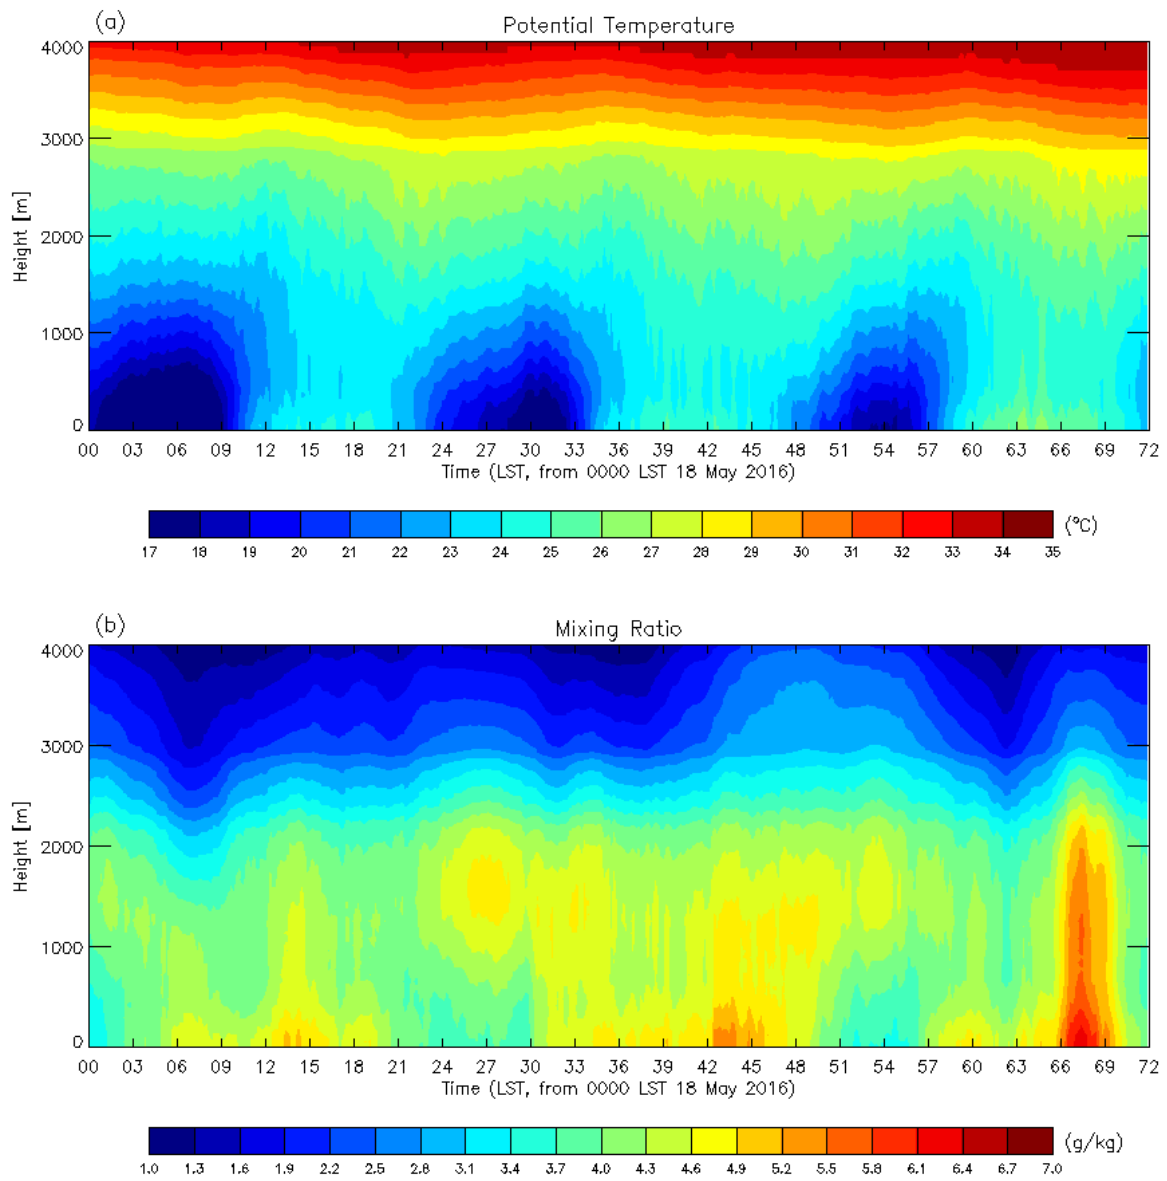 (a)
Potential Temperature
4000
3000
2000
1000
0
Height [m]
00 03 06 09 12 15 18 21 24 27 30 33 36 39 42 45 48 51 54 57 60 63 66 69 72
Time (LST, from 0000 LST 18 May 2016)
(°C)
17 18 19 20 21 22 23 24 25 26 27 28 29 30 31 32 33 34 35
(b)
Mixing Ratio
4000
3000
2000
1000
0
Height [m]
00 03 06 09 12 15 18 21 24 27 30 33 36 39 42 45 48 51 54 57 60 63 66 69 72
Time (LST, from 0000 LST 18 May 2016)
(g/kg)
1.0 1.3 1.6 1.9 2.2 2.5 2.8 3.1 3.4 3.7 4.0 4.3 4.6 4.9 5.2 5.5 5.8 6.1 6.4 6.7 7.0